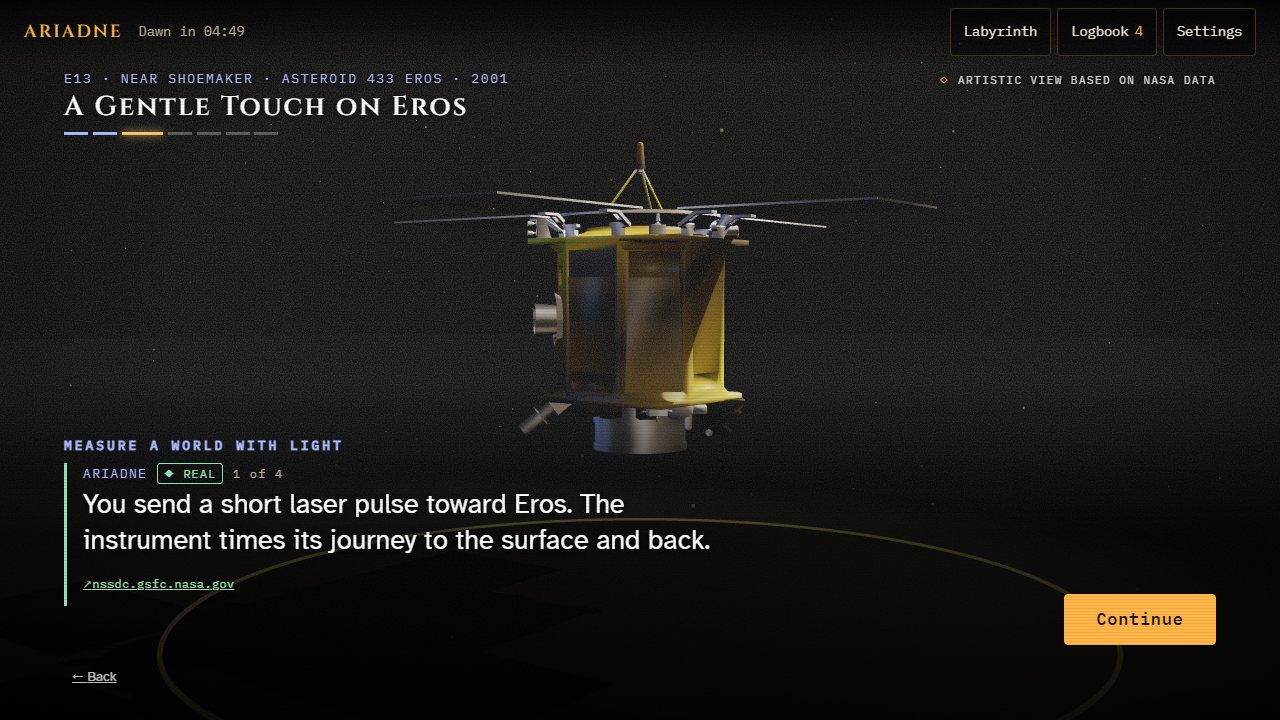 ARIADNE Dawn in 04:49 Labyrinth Logbook 4 Settings
E13 · NEAR SHOEMAKER · ASTEROID 433 EROS · 2001
◇ ARTISTIC VIEW BASED ON NASA DATA
A Gentle Touch on Eros
MEASURE A WORLD WITH LIGHT
ARIADNE ◆ REAL 1 of 4
You send a short laser pulse toward Eros. The
instrument times its journey to the surface and back.
↗nssdc.gsfc.nasa.gov
Continue
← Back